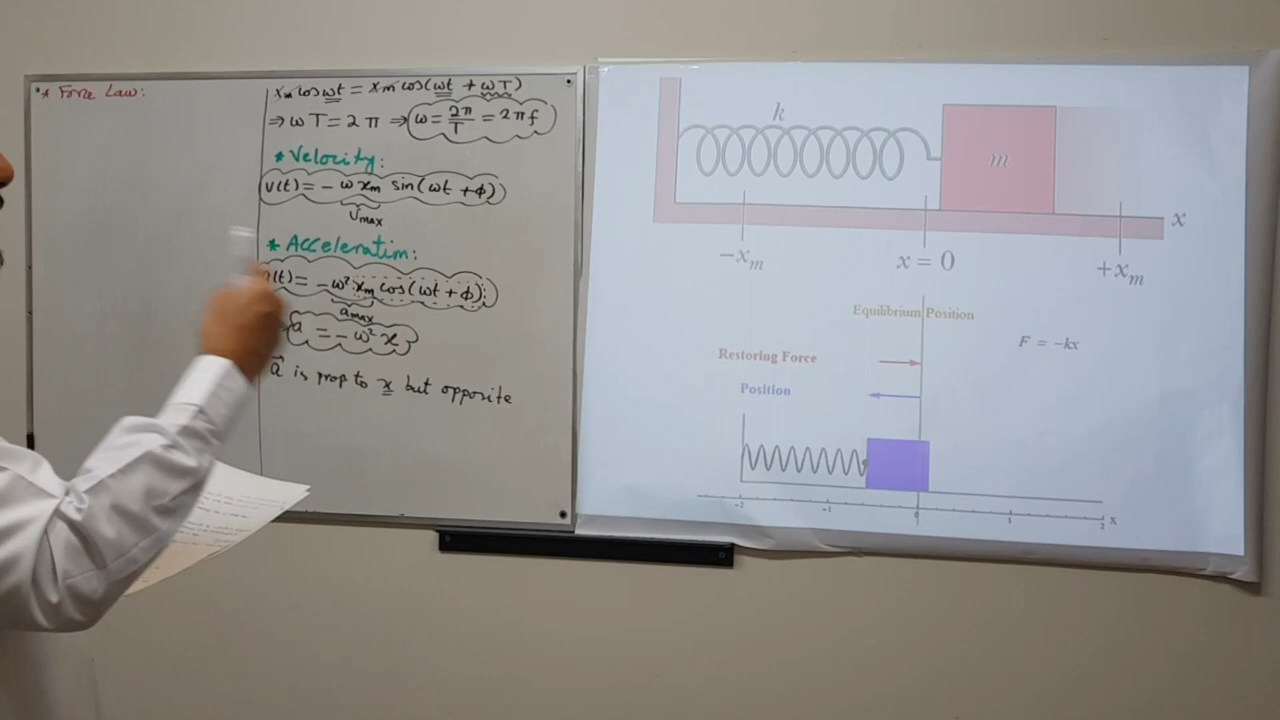 * Force Law:
xₘ cos ωt = xₘ cos(ωt + ωT)
⇒ ωT = 2π ⇒ ω = 2π/T = 2πf
* Velocity:
v(t) = - ω xₘ sin(ωt + ϕ)
vmax
* Acceleration:
(t) = - ω² xₘ cos(ωt + ϕ)
amax
a = - ω² x
a⃗ is prop to x but opposite
k
m
x
−xₘ
x = 0
+xₘ
Equilibrium Position
F = -kx
Restoring Force
Position
-2 -1 0 1 2 x